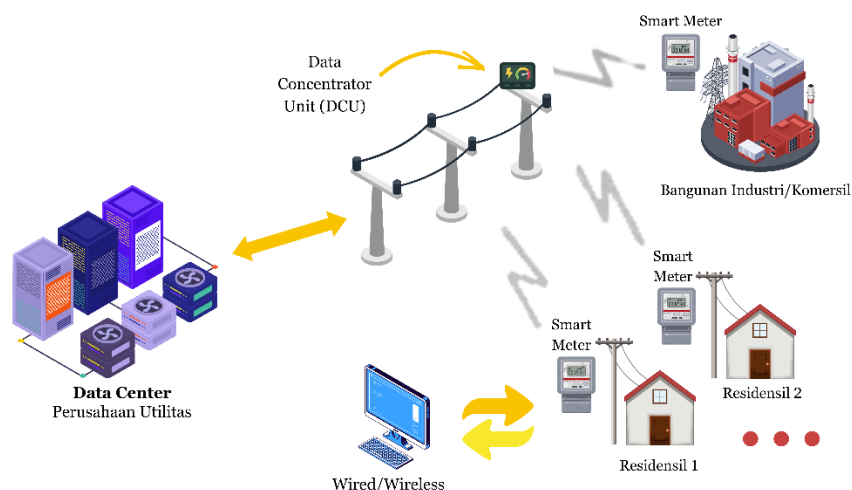 Smart Meter
Data
Concentrator
Unit (DCU)
Bangunan Industri/Komersil
Smart
Meter
Smart
Meter
Data Center
Perusahaan Utilitas
Residensil 2
Residensil 1
Wired/Wireless